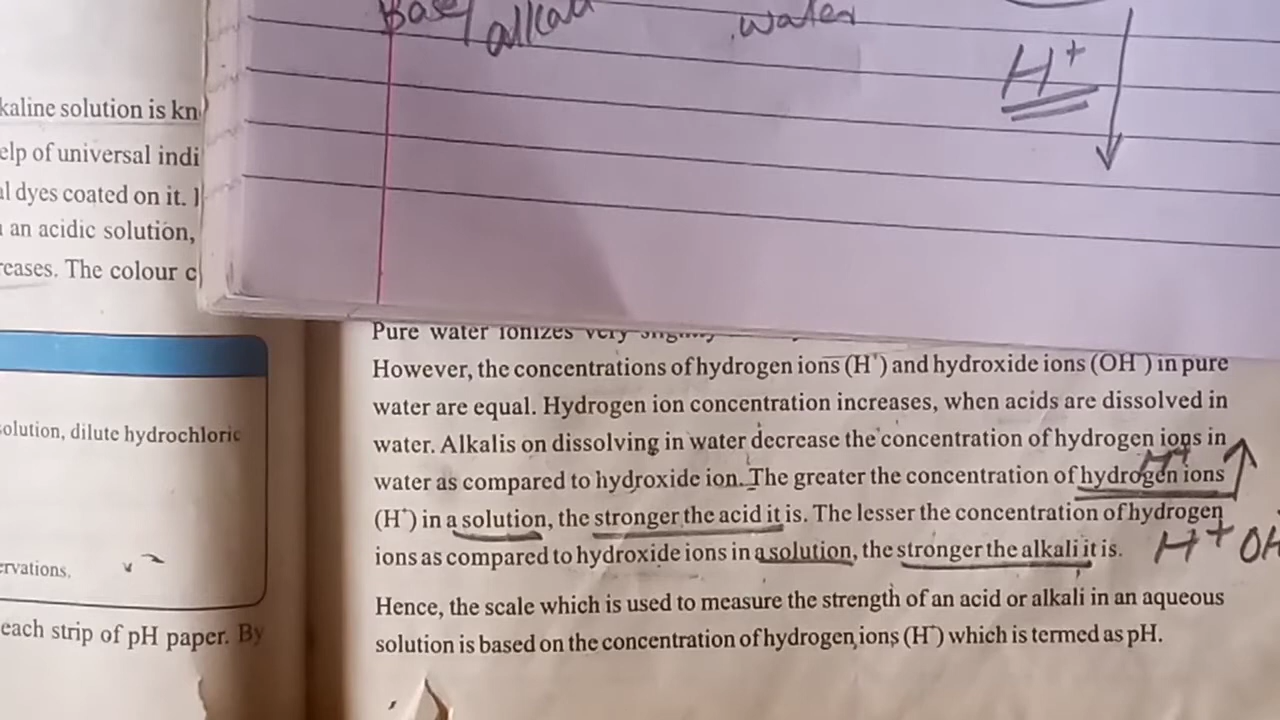 Base/ alkali water
H+
kaline solution is kn
elp of universal indi
al dyes coated on it. I
an acidic solution,
reases. The colour c
olution, dilute hydrochloric
ervations.
each strip of pH paper. By
Pure water ionizes very slightly
However, the concentrations of hydrogen ions (H⁺) and hydroxide ions (OH⁻) in pure
water are equal. Hydrogen ion concentration increases, when acids are dissolved in
water. Alkalis on dissolving in water decrease the concentration of hydrogen ions in
H+
water as compared to hydroxide ion. The greater the concentration of hydrogen ions
(H⁺) in a solution, the stronger the acid it is. The lesser the concentration of hydrogen
ions as compared to hydroxide ions in a solution, the stronger the alkali it is.
H+ OH
Hence, the scale which is used to measure the strength of an acid or alkali in an aqueous
solution is based on the concentration of hydrogen ions (H⁺) which is termed as pH.